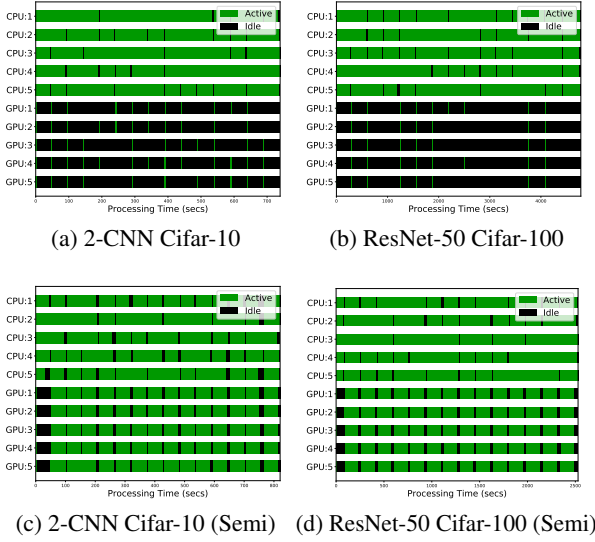 CPU:1
CPU:2
CPU:3
CPU:4
CPU:5
GPU:1
GPU:2
GPU:3
GPU:4
GPU:5
Active
Idle
0 100 200 300 400 500 600 700
Processing Time (secs)
(a) 2-CNN Cifar-10
CPU:1
CPU:2
CPU:3
CPU:4
CPU:5
GPU:1
GPU:2
GPU:3
GPU:4
GPU:5
Active
Idle
0 1000 2000 3000 4000
Processing Time (secs)
(b) ResNet-50 Cifar-100
CPU:1
CPU:2
CPU:3
CPU:4
CPU:5
GPU:1
GPU:2
GPU:3
GPU:4
GPU:5
Active
Idle
0 100 200 300 400 500 600 700 800
Processing Time (secs)
(c) 2-CNN Cifar-10 (Semi)
CPU:1
CPU:2
CPU:3
CPU:4
CPU:5
GPU:1
GPU:2
GPU:3
GPU:4
GPU:5
Active
Idle
0 500 1000 1500 2000 2500
Processing Time (secs)
(d) ResNet-50 Cifar-100 (Semi)